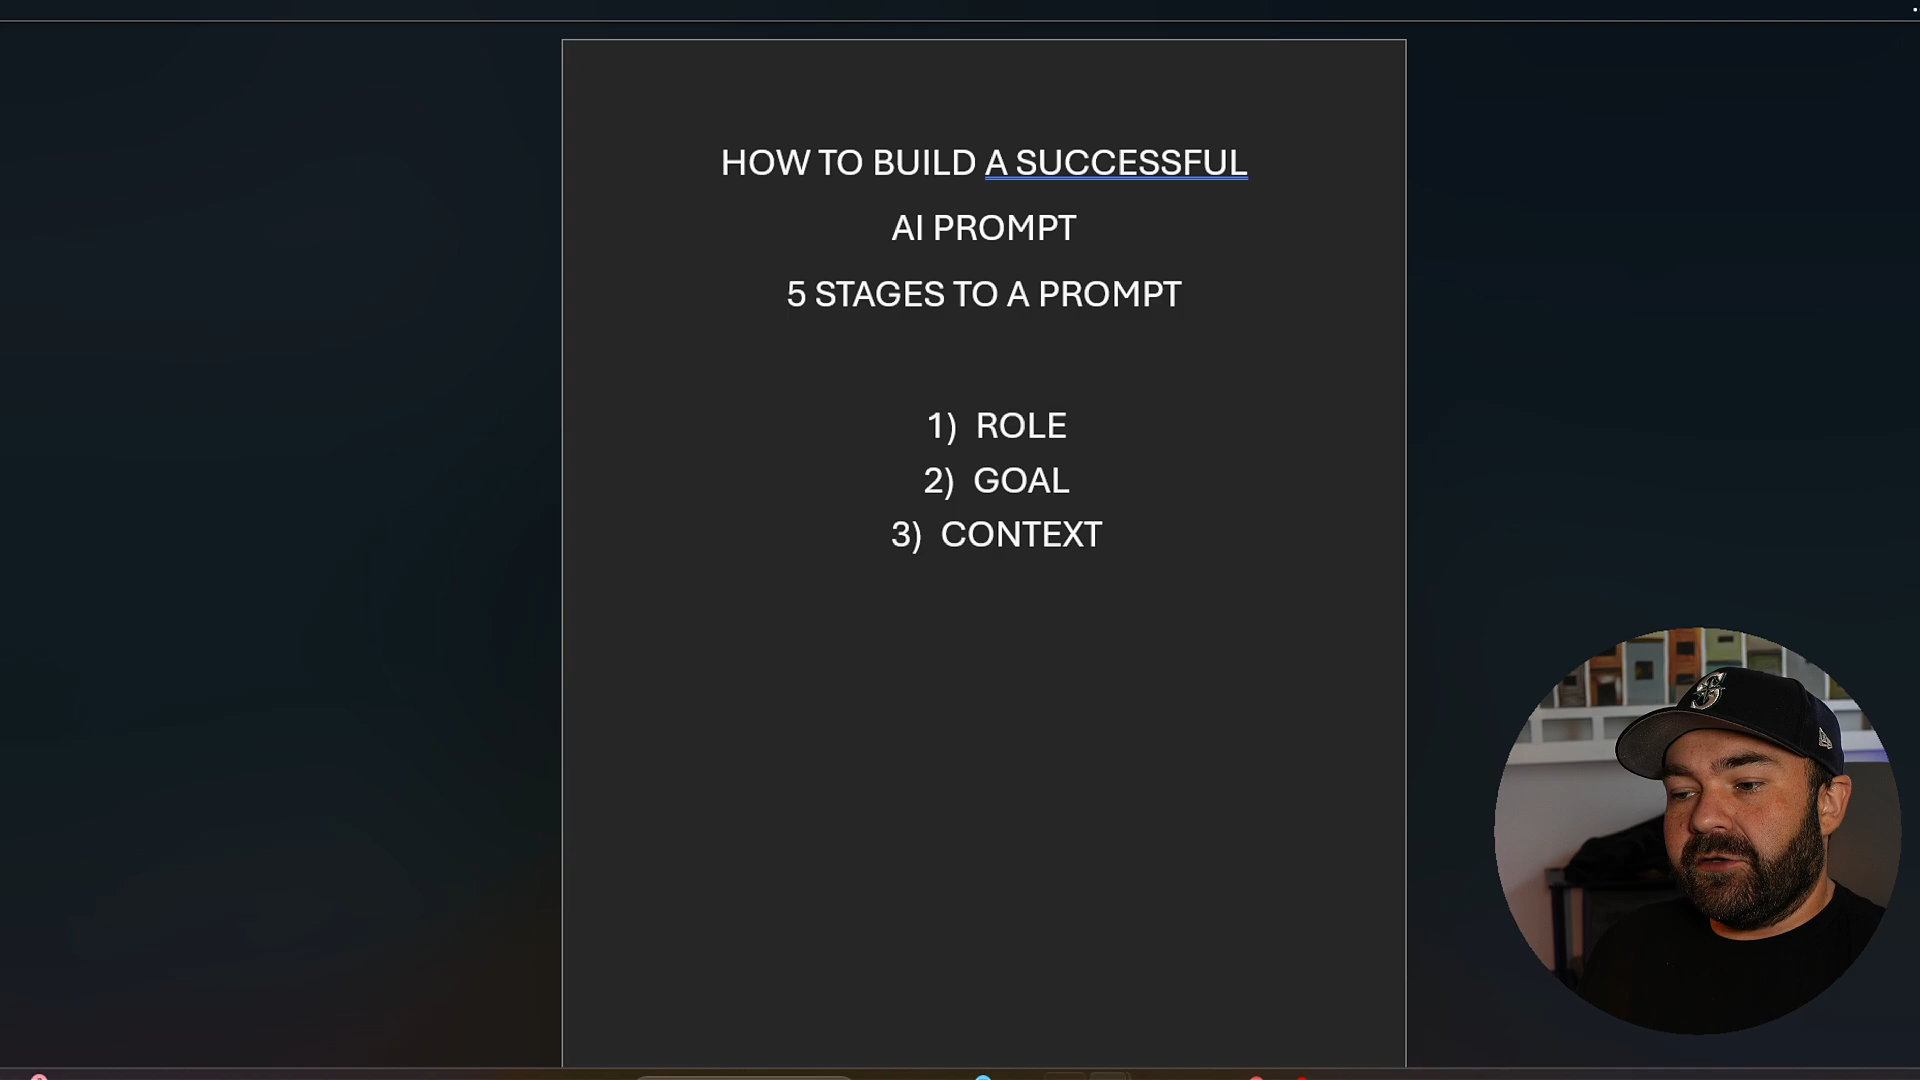 HOW TO BUILD A SUCCESSFUL
AI PROMPT
5 STAGES TO A PROMPT
1) ROLE
2) GOAL
3) CONTEXT